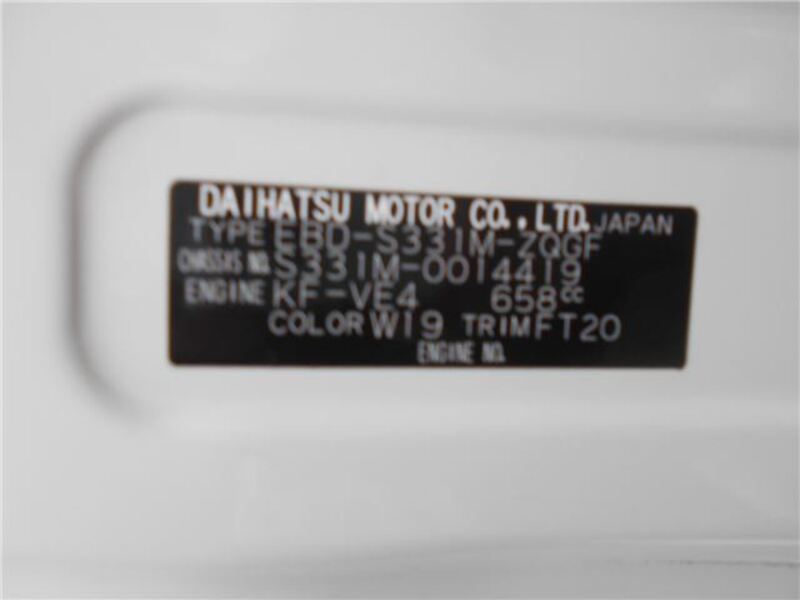 DAIHATSU MOTOR CO., LTD. JAPAN
TYPE EBD-S331M-ZQGF
CHASSIS NO. S331M-0014419
ENGINE KF-VE4 658cc
COLOR W19 TRIM FT20
ENGINE NO.